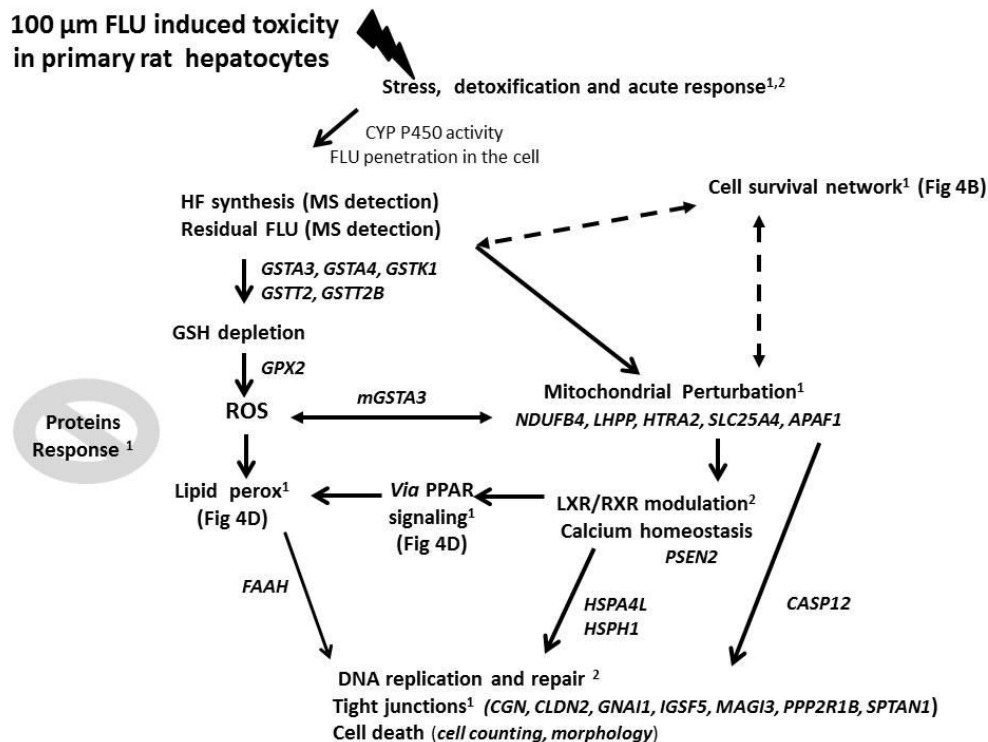 100 µm FLU induced toxicity
in primary rat hepatocytes
Stress, detoxification and acute response1,2
CYP P450 activity
FLU penetration in the cell
Cell survival network1 (Fig 4B)
HF synthesis (MS detection)
Residual FLU (MS detection)
GSTA3, GSTA4, GSTK1
GSTT2, GSTT2B
GSH depletion
GPX2
Mitochondrial Perturbation1
NDUFB4, LHPP, HTRA2, SLC25A4, APAF1
mGSTA3
ROS
Proteins
Response 1
Lipid perox1
(Fig 4D)
Via PPAR
signaling1
(Fig 4D)
LXR/RXR modulation2
Calcium homeostasis
PSEN2
FAAH
HSPA4L
HSPH1
CASP12
DNA replication and repair 2
Tight junctions1 (CGN, CLDN2, GNAI1, IGSF5, MAGI3, PPP2R1B, SPTAN1)
Cell death (cell counting, morphology)